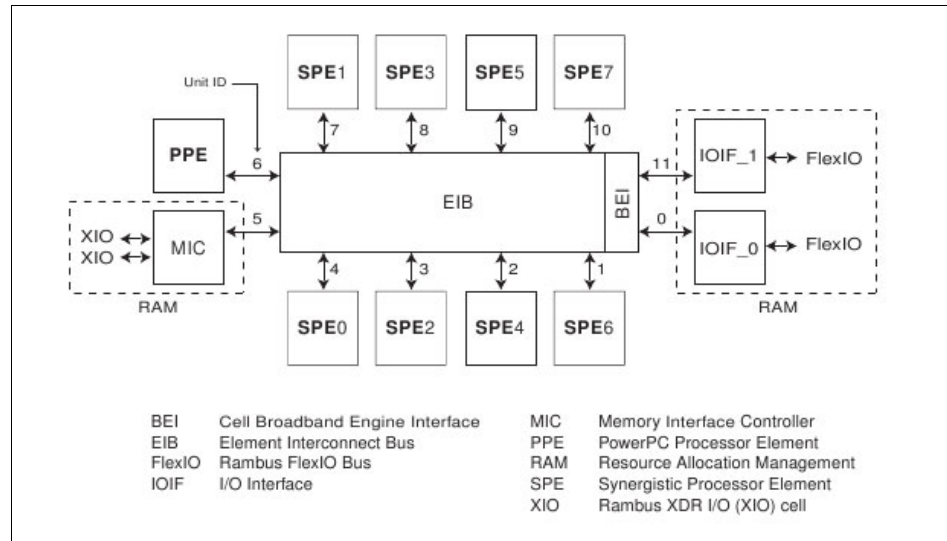 SPE1 SPE3 SPE5 SPE7
Unit ID
7 8 9 10
PPE
6
11
IOIF_1
FlexIO
EIB
BEI
5
0
XIO
XIO
MIC
IOIF_0
FlexIO
RAM
4 3 2 1
RAM
SPE0 SPE2 SPE4 SPE6
BEI Cell Broadband Engine Interface
EIB Element Interconnect Bus
FlexIO Rambus FlexIO Bus
IOIF I/O Interface
MIC Memory Interface Controller
PPE PowerPC Processor Element
RAM Resource Allocation Management
SPE Synergistic Processor Element
XIO Rambus XDR I/O (XIO) cell